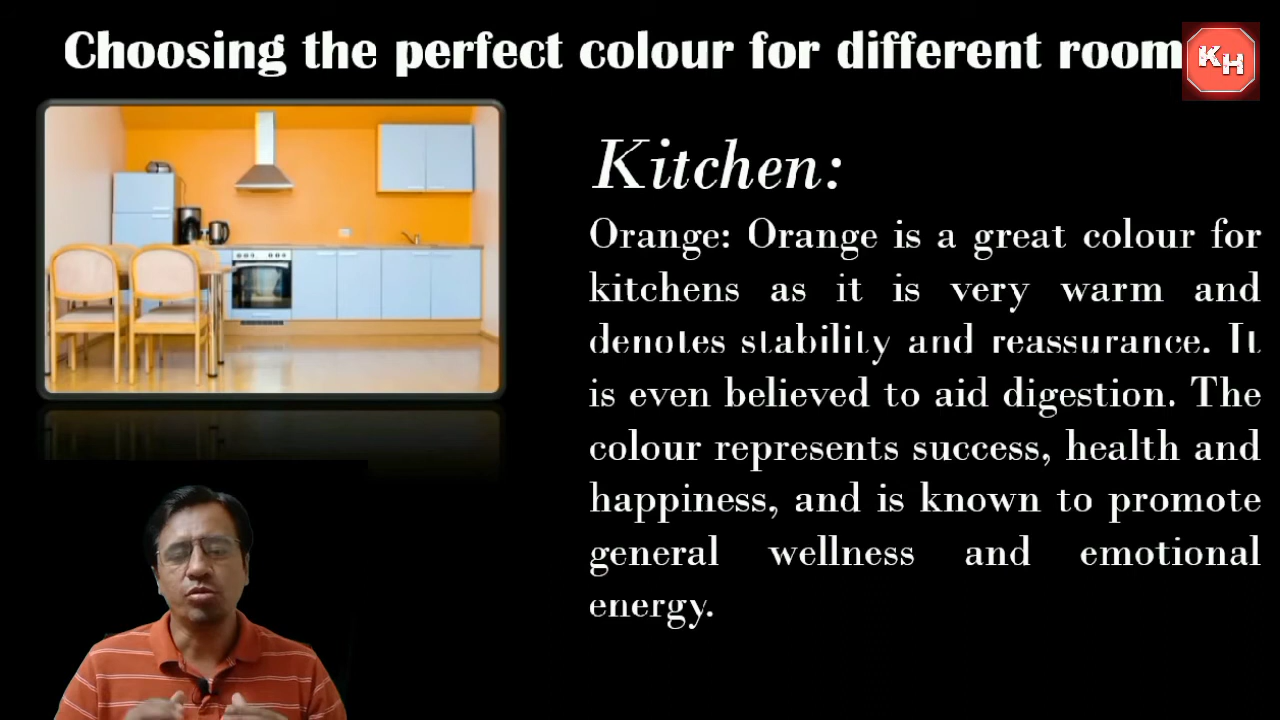 Choosing the perfect colour for different room
KH
Kitchen:
Orange: Orange is a great colour for
kitchens as it is very warm and
denotes stability and reassurance. It
is even believed to aid digestion. The
colour represents success, health and
happiness, and is known to promote
general wellness and emotional
energy.